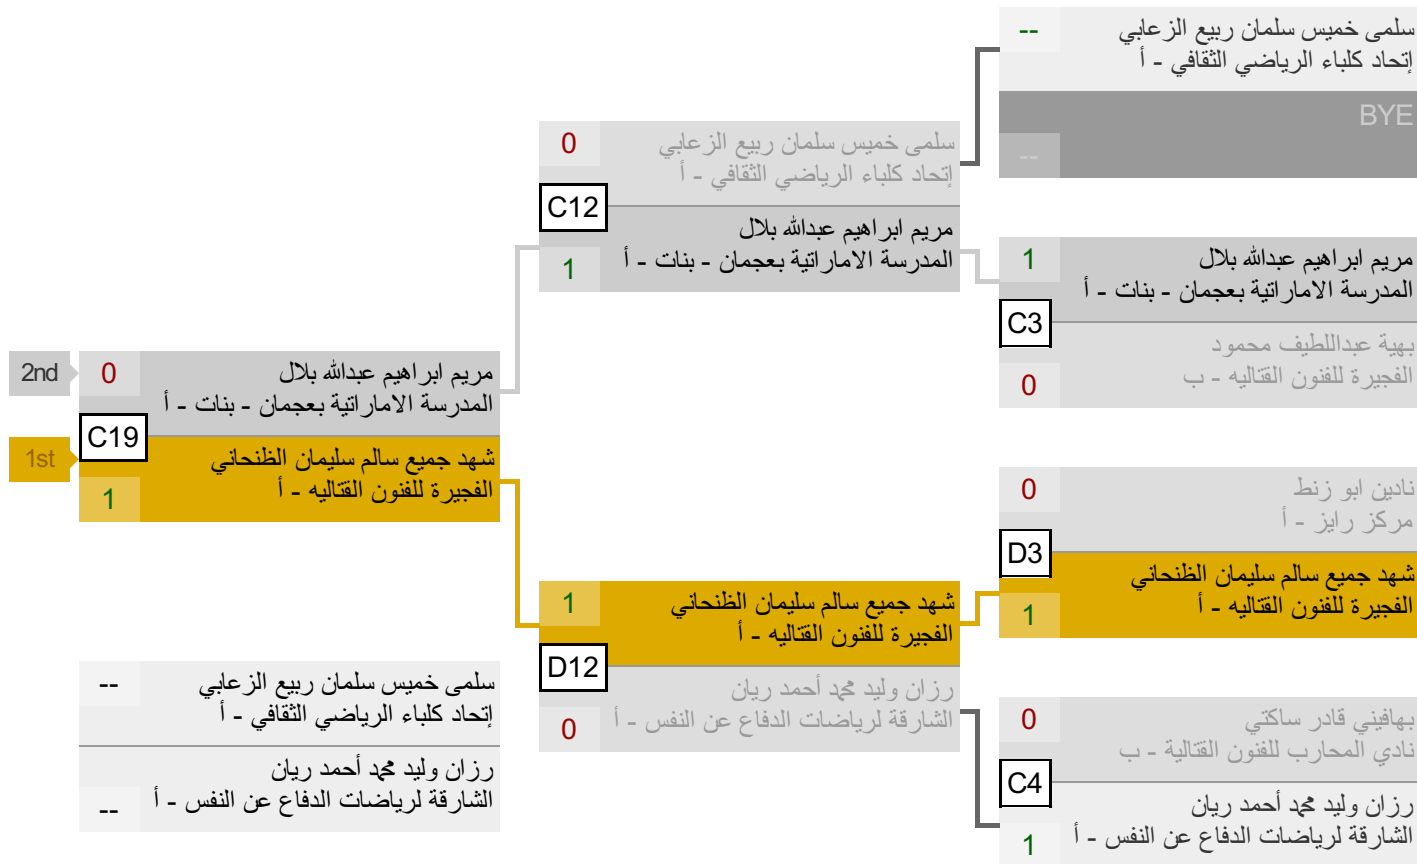 سلمى خميس سلمان ربيع الزعابي
--
إتحاد كلباء الرياضي الثقافي - أ
BYE
--
سلمى خميس سلمان ربيع الزعابي
0
إتحاد كلباء الرياضي الثقافي - أ
C12
مريم ابراهيم عبدالله بلال
المدرسة الاماراتية بعجمان - بنات - أ
1
مريم ابراهيم عبدالله بلال
1
المدرسة الاماراتية بعجمان - بنات - أ
C3
بهية عبداللطيف محمود
الفجيرة للفنون القتاليه - ب
0
2nd
مريم ابراهيم عبدالله بلال
0
المدرسة الاماراتية بعجمان - بنات - أ
C19
1st
شهد جميع سالم سليمان الظنحاني
الفجيرة للفنون القتاليه - أ
1
نادين ابو زنط
0
مركز رايز - أ
D3
شهد جميع سالم سليمان الظنحاني
الفجيرة للفنون القتاليه - أ
1
شهد جميع سالم سليمان الظنحاني
1
الفجيرة للفنون القتاليه - أ
D12
رزان وليد محمد أحمد ريان
الشارقة لرياضات الدفاع عن النفس - أ
0
سلمى خميس سلمان ربيع الزعابي
--
إتحاد كلباء الرياضي الثقافي - أ
رزان وليد محمد أحمد ريان
الشارقة لرياضات الدفاع عن النفس - أ
--
بهافيني قادر ساكتي
0
نادي المحارب للفنون القتالية - ب
C4
رزان وليد محمد أحمد ريان
الشارقة لرياضات الدفاع عن النفس - أ
1